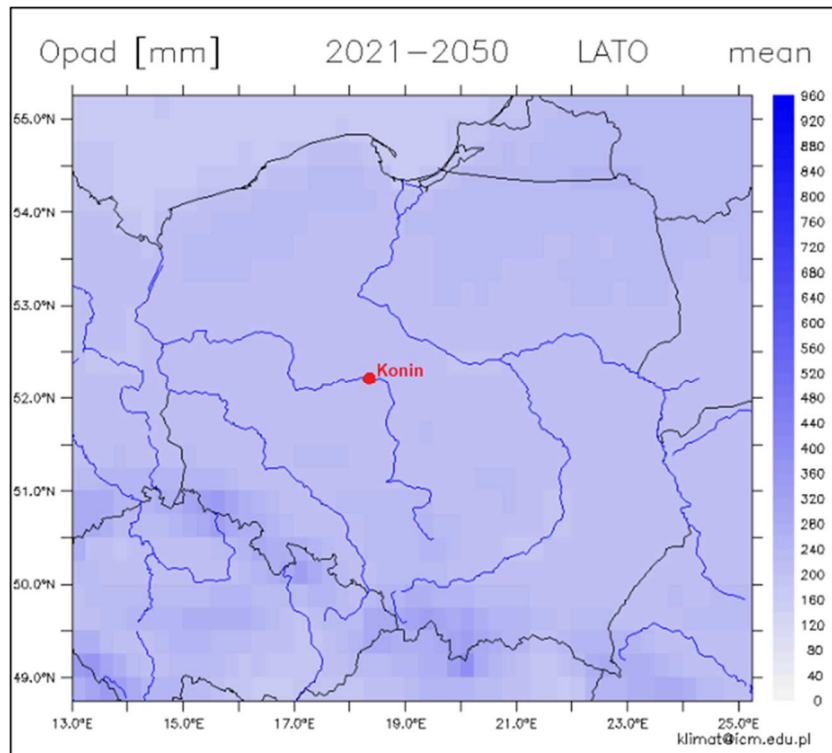 Opad [mm] 2021-2050 LATO mean
55.0°N
54.0°N
53.0°N
52.0°N
51.0°N
50.0°N
49.0°N
Konin
960
920
880
840
800
760
720
680
640
600
560
520
480
440
400
360
320
280
240
200
160
120
80
40
0
13.0°E 15.0°E 17.0°E 19.0°E 21.0°E 23.0°E 25.0°E
klimat@icm.edu.pl